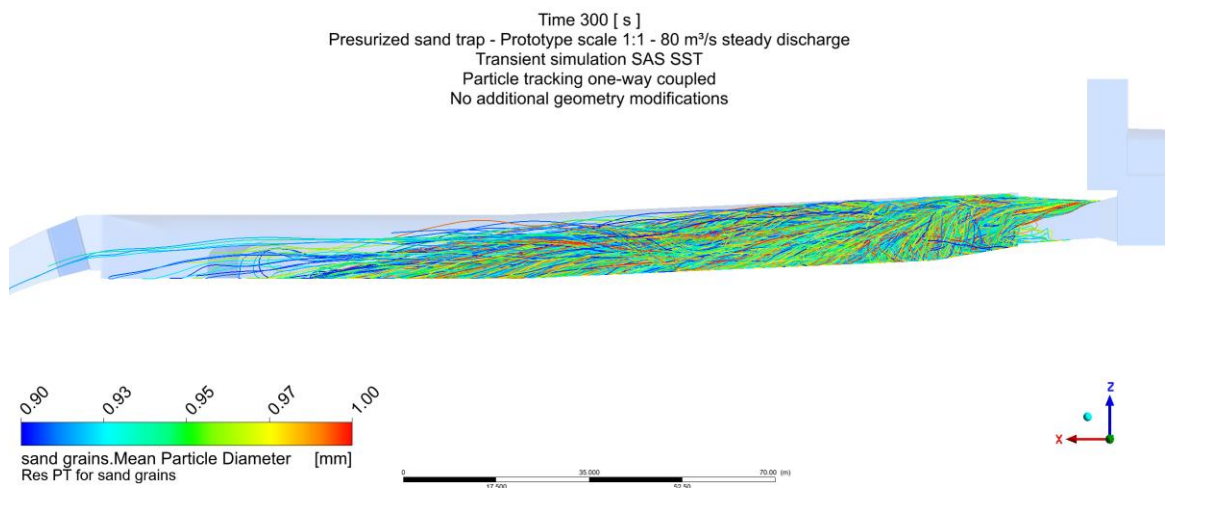 Time 300 [ s ]
Presurized sand trap - Prototype scale 1:1 - 80 m³/s steady discharge
Transient simulation SAS SST
Particle tracking one-way coupled
No additional geometry modifications
0.90 0.93 0.95 0.97 1.00
sand grains.Mean Particle Diameter [mm]
Res PT for sand grains
0 35.000 70.00 (m)
17.500 52.50
Z
X